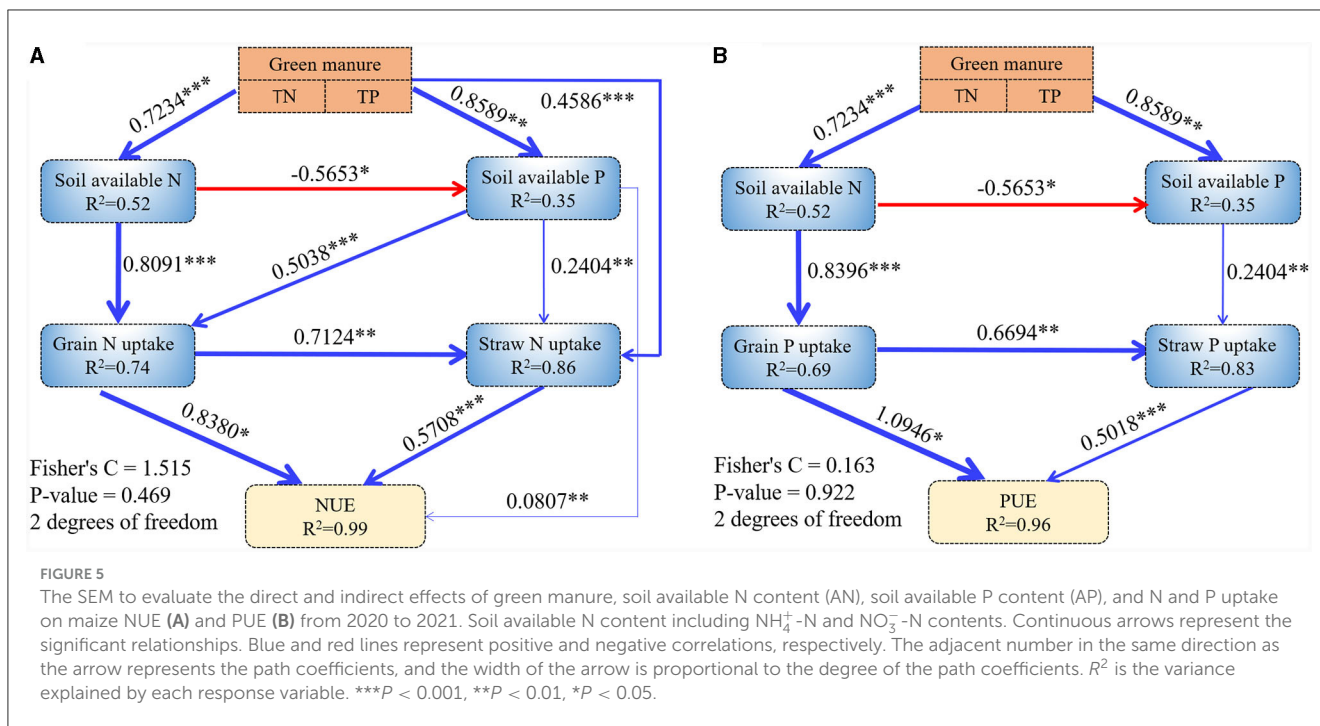 A
Green manure
TN TP
0.7234***
0.8589**
0.4586***
Soil available N
R²=0.52
-0.5653*
Soil available P
R²=0.35
0.8091***
0.5038***
0.2404**
Grain N uptake
R²=0.74
0.7124**
Straw N uptake
R²=0.86
0.8380*
0.5708***
0.0807**
Fisher's C = 1.515
P-value = 0.469
2 degrees of freedom
NUE
R²=0.99
B
Green manure
TN TP
0.7234***
0.8589**
Soil available N
R²=0.52
-0.5653*
Soil available P
R²=0.35
0.8396***
0.2404**
Grain P uptake
R²=0.69
0.6694**
Straw P uptake
R²=0.83
1.0946*
0.5018***
Fisher's C = 0.163
P-value = 0.922
2 degrees of freedom
PUE
R²=0.96
FIGURE 5
The SEM to evaluate the direct and indirect effects of green manure, soil available N content (AN), soil available P content (AP), and N and P uptake
on maize NUE (A) and PUE (B) from 2020 to 2021. Soil available N content including NH₄⁺-N and NO₃⁻-N contents. Continuous arrows represent the
significant relationships. Blue and red lines represent positive and negative correlations, respectively. The adjacent number in the same direction as
the arrow represents the path coefficients, and the width of the arrow is proportional to the degree of the path coefficients. R² is the variance
explained by each response variable. ***P < 0.001, **P < 0.01, *P < 0.05.